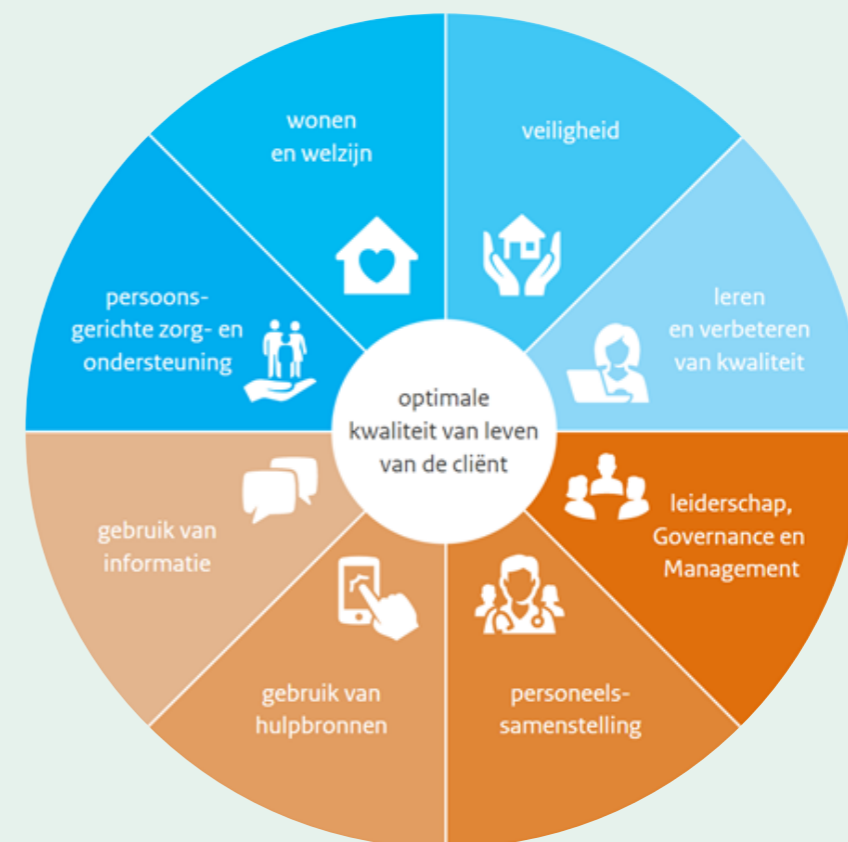 wonen
en welzijn
veiligheid
persoons-
gerichte zorg- en
ondersteuning
leren
en verbeteren
van kwaliteit
optimale
kwaliteit van leven
van de cliënt
gebruik van
informatie
leiderschap,
Governance en
Management
gebruik van
hulpbronnen
personeels-
samenstelling